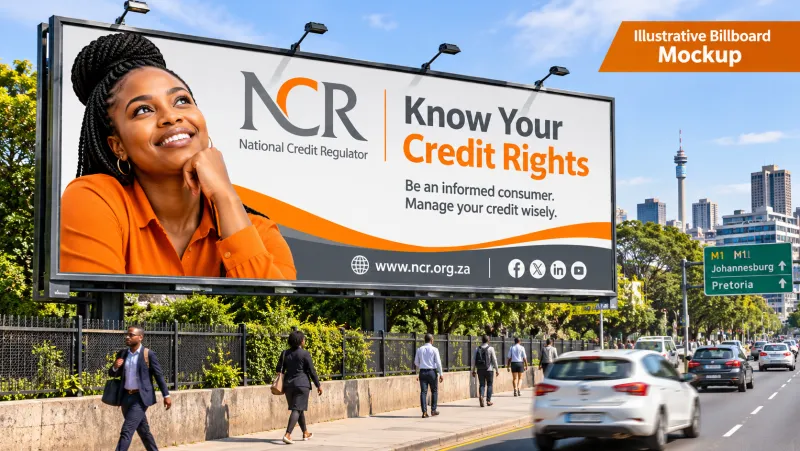 Illustrative Billboard
Mockup
NCR
National Credit Regulator
Know Your
Credit Rights
Be an informed consumer.
Manage your credit wisely.
www.ncr.org.za
M1 M11
Johannesburg
Pretoria